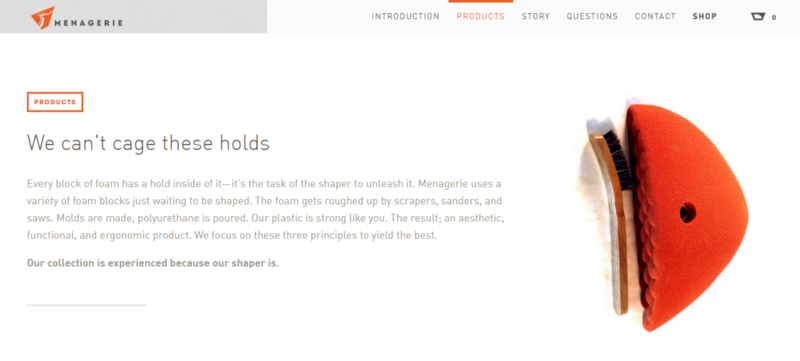 MENAGERIE
INTRODUCTION PRODUCTS STORY QUESTIONS CONTACT SHOP 0
PRODUCTS
We can't cage these holds
Every block of foam has a hold inside of it—it's the task of the shaper to unleash it. Menagerie uses a
variety of foam blocks just waiting to be shaped. The foam gets roughed up by scrapers, sanders, and
saws. Molds are made, polyurethane is poured. Our plastic is strong like you. The result; an aesthetic,
functional, and ergonomic product. We focus on these three principles to yield the best.
Our collection is experienced because our shaper is.